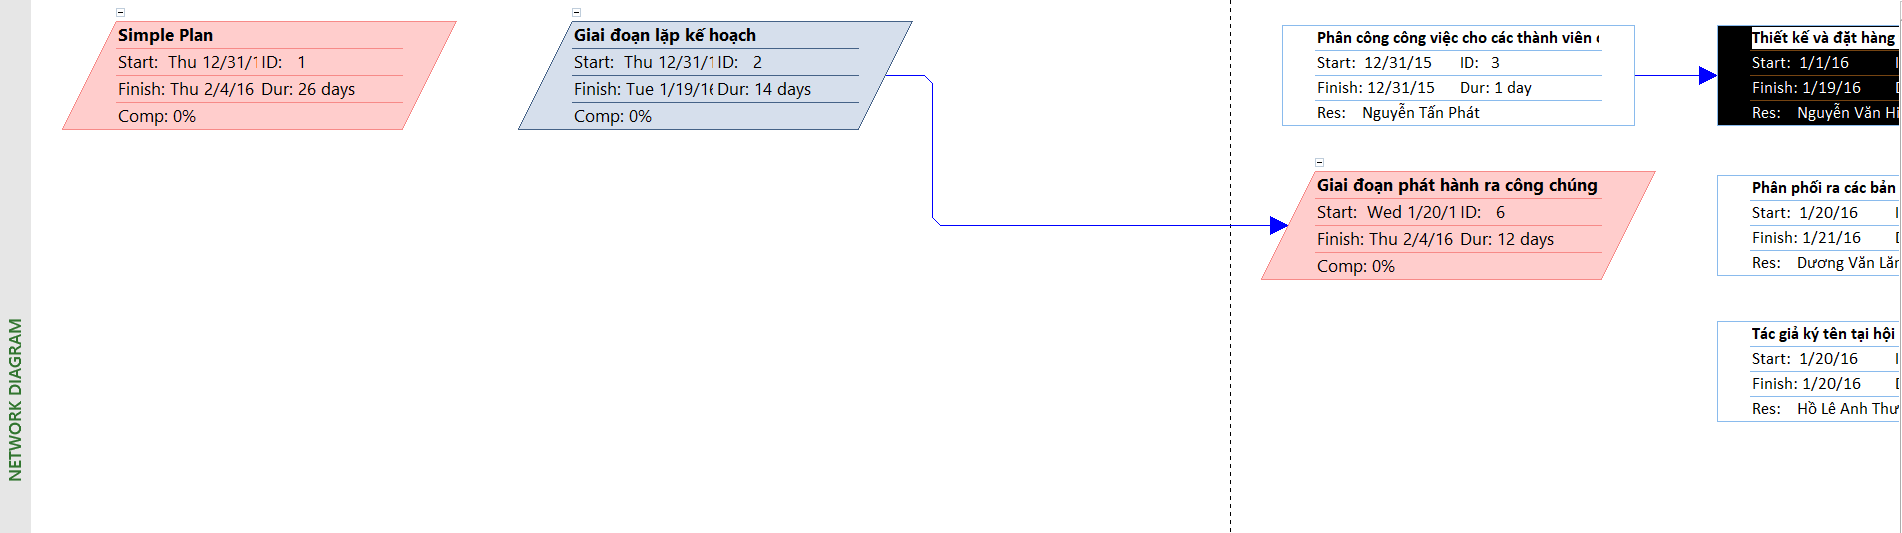 Simple Plan
Start: Thu 12/31/1 ID: 1
Finish: Thu 2/4/16 Dur: 26 days
Comp: 0%
Giai đoạn lặp kế hoạch
Start: Thu 12/31/1 ID: 2
Finish: Tue 1/19/16 Dur: 14 days
Comp: 0%
Phân công công việc cho các thành viên
Start: 12/31/15 ID: 3
Finish: 12/31/15 Dur: 1 day
Res: Nguyễn Tấn Phát
Thiết kế và đặt hàng
Start: 1/1/16
Finish: 1/19/16
Res: Nguyễn Văn Hi
Giai đoạn phát hành ra công chúng
Start: Wed 1/20/1 ID: 6
Finish: Thu 2/4/16 Dur: 12 days
Comp: 0%
Phân phối ra các bản
Start: 1/20/16
Finish: 1/21/16
Res: Dương Văn
Tác giả ký tên tại hội
Start: 1/20/16
Finish: 1/20/16
Res: Hồ Lê Anh Thư
NETWORK DIAGRAM